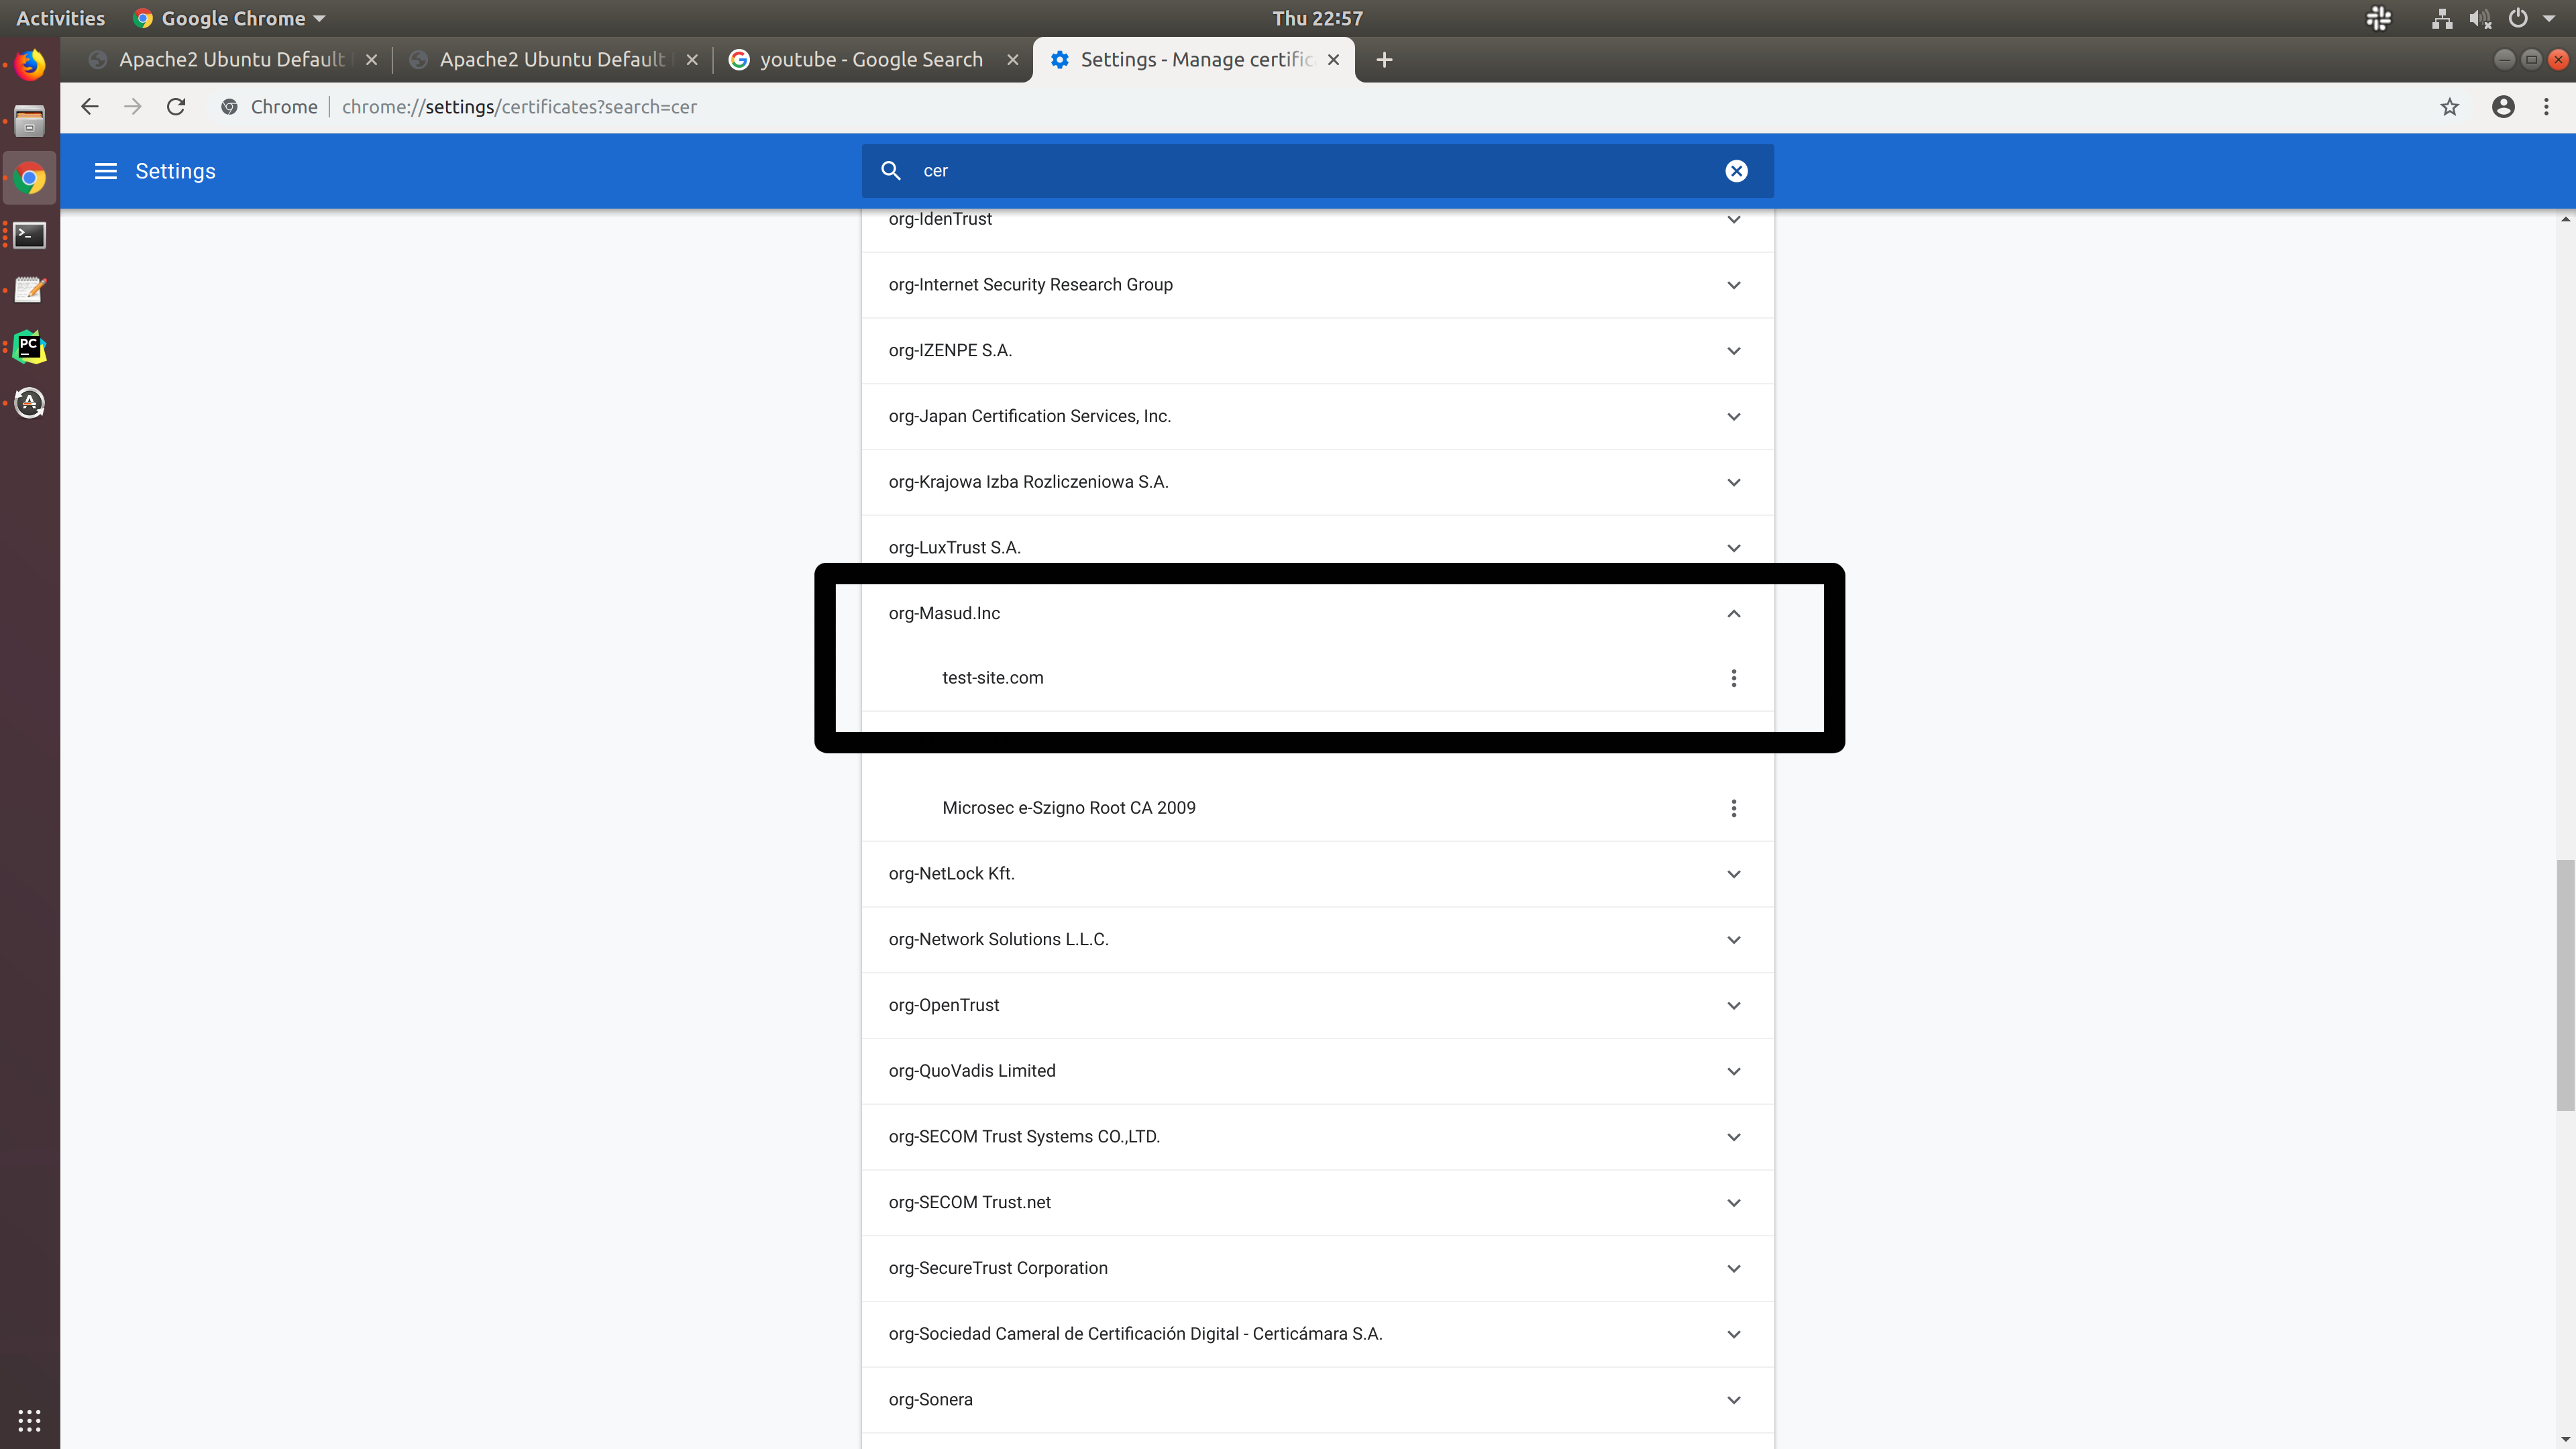 Activities
Google Chrome
Thu 22:57
Apache2 Ubuntu Default
Apache2 Ubuntu Default
youtube - Google Search
Settings - Manage certific
Chrome
chrome://settings/certificates?search=cer
Settings
cer
org-IdenTrust
org-Internet Security Research Group
org-IZENPE S.A.
org-Japan Certification Services, Inc.
org-Krajowa Izba Rozliczeniowa S.A.
org-LuxTrust S.A.
org-Masud.Inc
test-site.com
Microsec e-Szigno Root CA 2009
org-NetLock Kft.
org-Network Solutions L.L.C.
org-OpenTrust
org-QuoVadis Limited
org-SECOM Trust Systems CO.,LTD.
org-SECOM Trust.net
org-SecureTrust Corporation
org-Sociedad Cameral de Certificación Digital - Certicámara S.A.
org-Sonera
PC